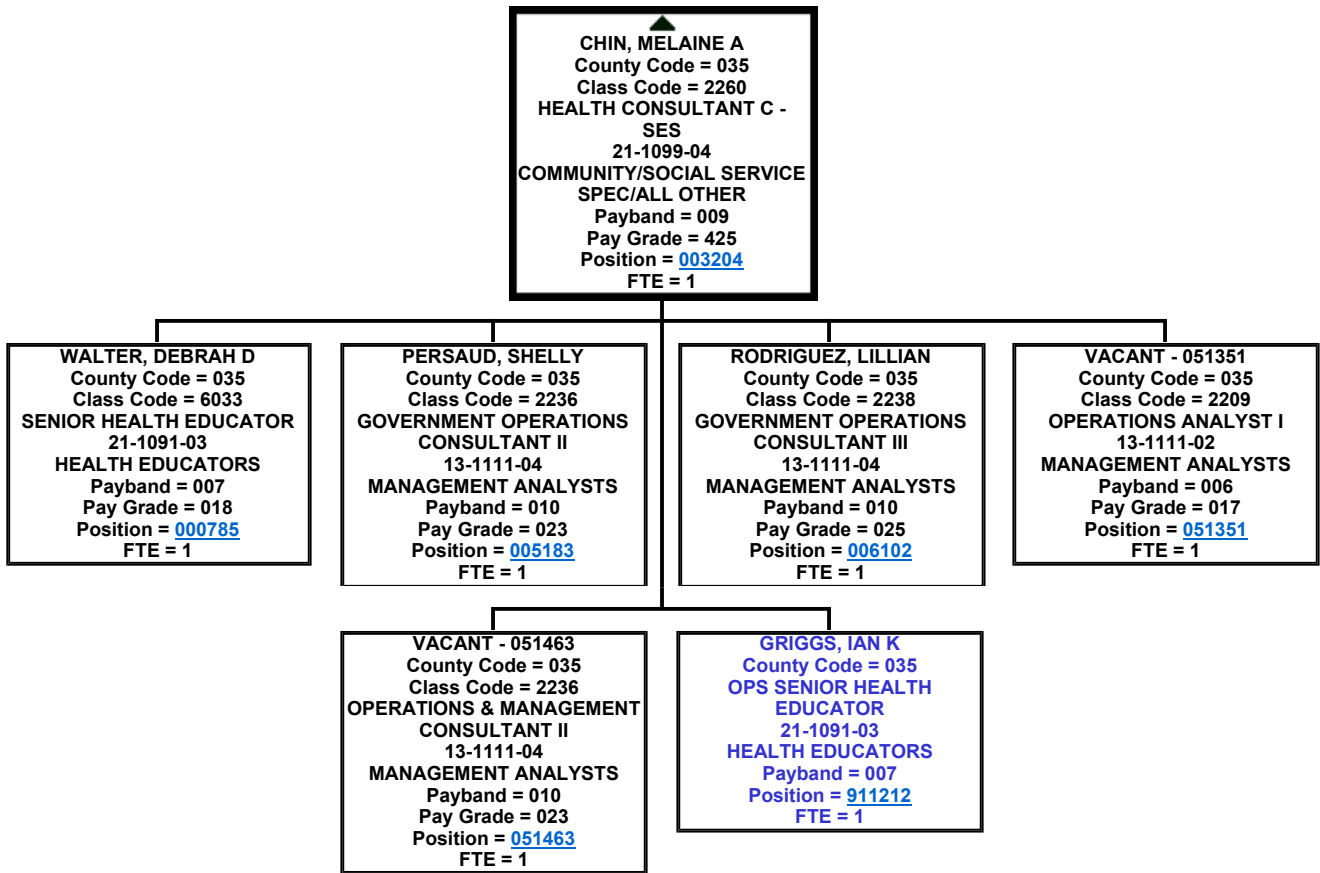 CHIN, MELAINE A
County Code = 035
Class Code = 2260
HEALTH CONSULTANT C -
SES
21-1099-04
COMMUNITY/SOCIAL SERVICE
SPEC/ALL OTHER
Payband = 009
Pay Grade = 425
Position = 003204
FTE = 1
WALTER, DEBRAH D
County Code = 035
Class Code = 6033
SENIOR HEALTH EDUCATOR
21-1091-03
HEALTH EDUCATORS
Payband = 007
Pay Grade = 018
Position = 000785
FTE = 1
PERSAUD, SHELLY
County Code = 035
Class Code = 2236
GOVERNMENT OPERATIONS
CONSULTANT II
13-1111-04
MANAGEMENT ANALYSTS
Payband = 010
Pay Grade = 023
Position = 005183
FTE = 1
RODRIGUEZ, LILLIAN
County Code = 035
Class Code = 2238
GOVERNMENT OPERATIONS
CONSULTANT III
13-1111-04
MANAGEMENT ANALYSTS
Payband = 010
Pay Grade = 025
Position = 006102
FTE = 1
VACANT - 051351
County Code = 035
Class Code = 2209
OPERATIONS ANALYST I
13-1111-02
MANAGEMENT ANALYSTS
Payband = 006
Pay Grade = 017
Position = 051351
FTE = 1
VACANT - 051463
County Code = 035
Class Code = 2236
OPERATIONS & MANAGEMENT
CONSULTANT II
13-1111-04
MANAGEMENT ANALYSTS
Payband = 010
Pay Grade = 023
Position = 051463
FTE = 1
GRIGGS, IAN K
County Code = 035
OPS SENIOR HEALTH
EDUCATOR
21-1091-03
HEALTH EDUCATORS
Payband = 007
Position = 911212
FTE = 1